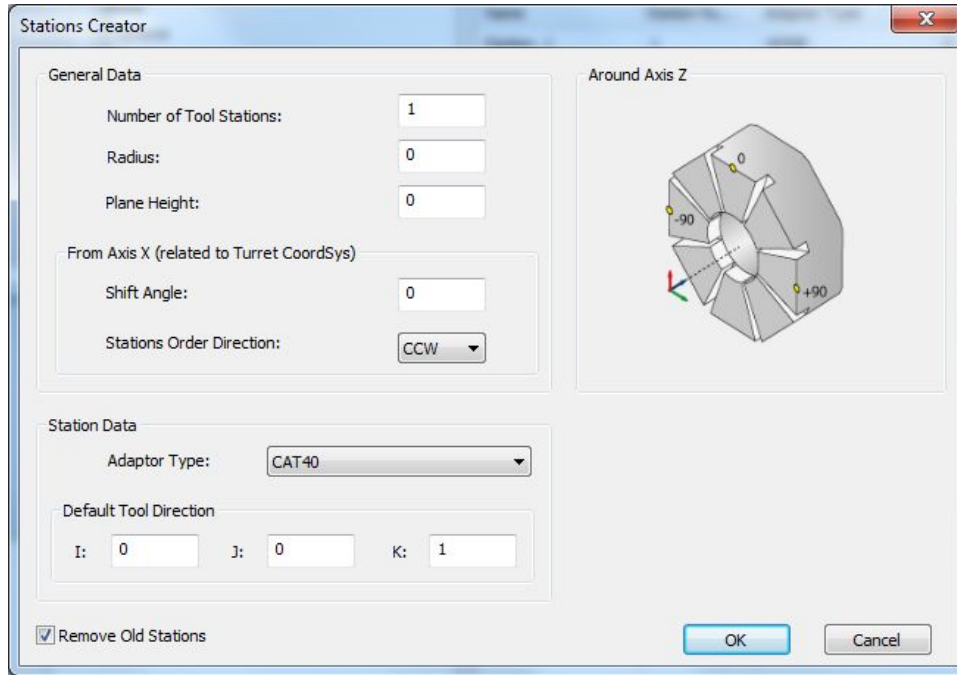 Stations Creator
General Data
Number of Tool Stations: 1
Radius: 0
Plane Height: 0
From Axis X (related to Turret CoordSys)
Shift Angle: 0
Stations Order Direction: CCW
Around Axis Z
0
-90
+90
Station Data
Adaptor Type: CAT40
Default Tool Direction
I: 0 J: 0 K: 1
Remove Old Stations
OK Cancel